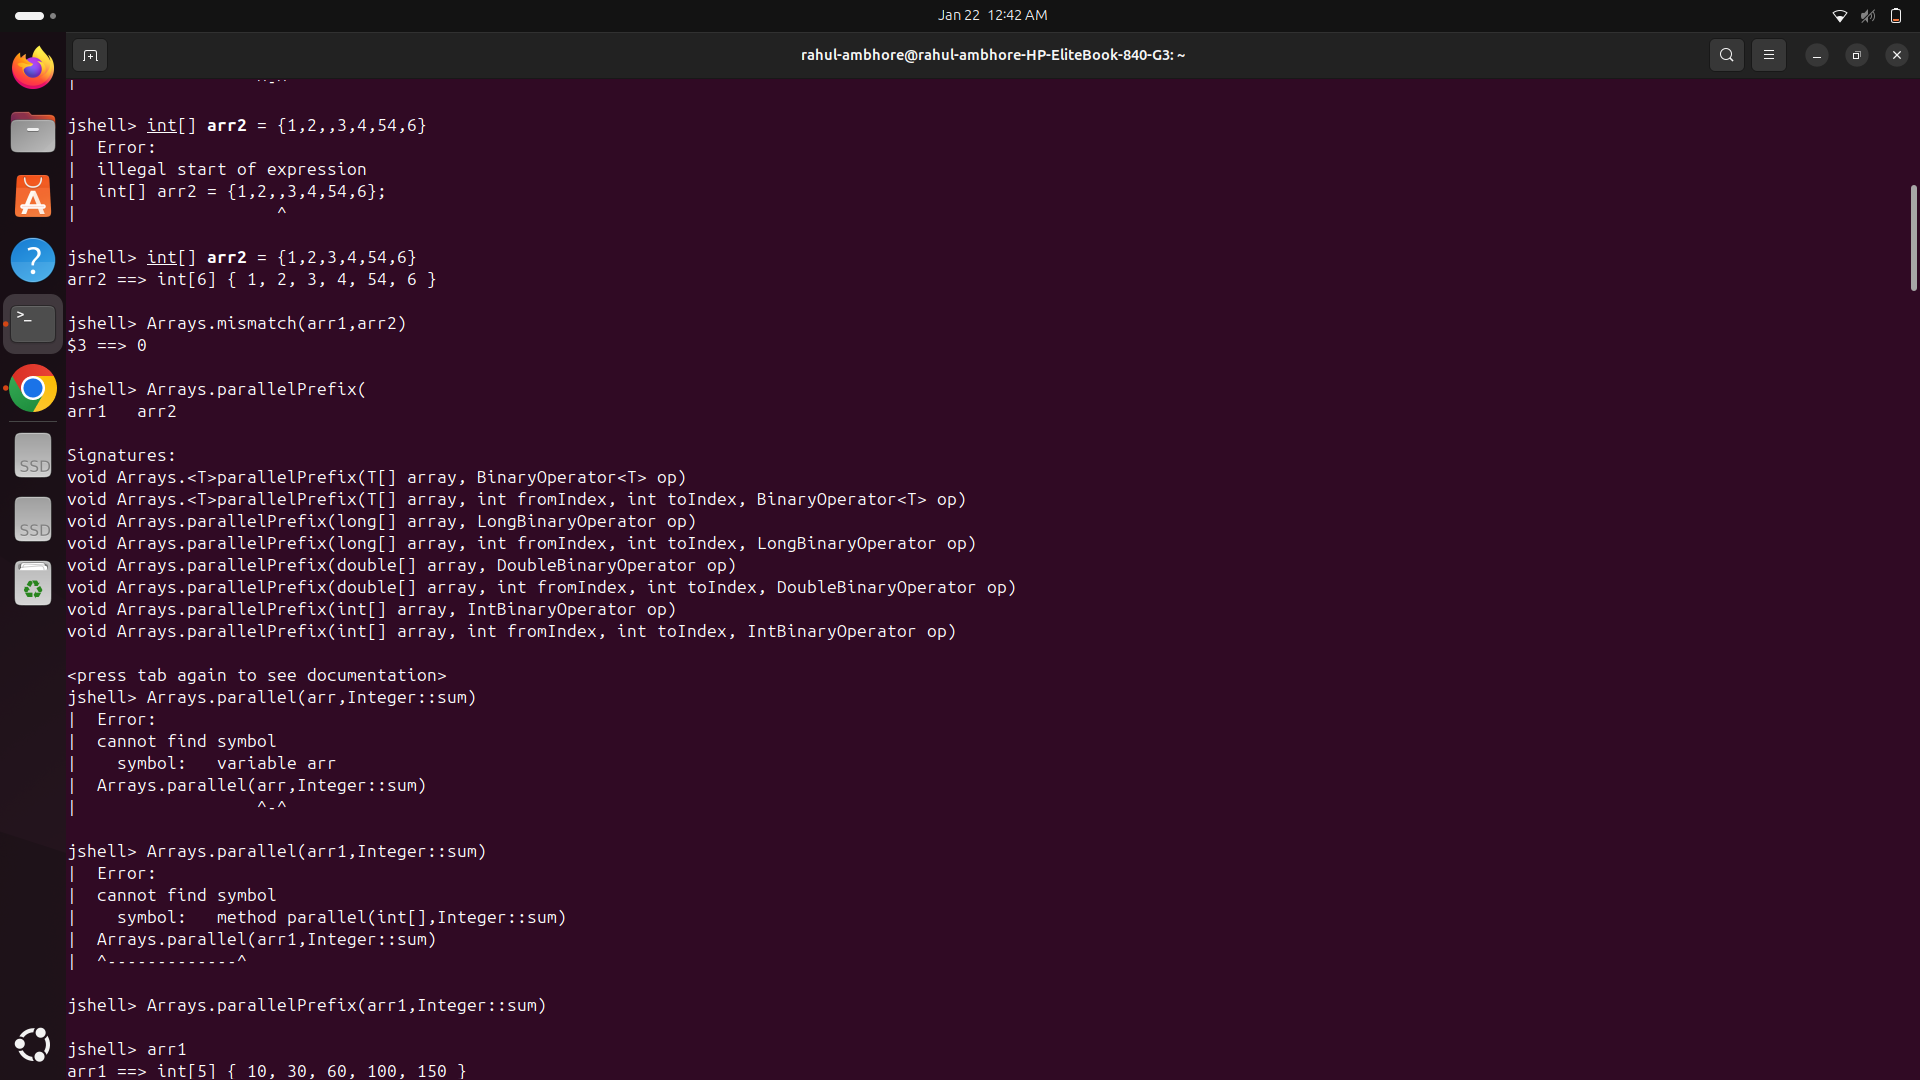 Jan 22 12:42 AM
rahul-ambhore@rahul-ambhore-HP-EliteBook-840-G3: ~
| ^-^
jshell> int[] arr2 = {1,2,,3,4,54,6}
| Error:
| illegal start of expression
| int[] arr2 = {1,2,,3,4,54,6};
| ^
jshell> int[] arr2 = {1,2,3,4,54,6}
arr2 ==> int[6] { 1, 2, 3, 4, 54, 6 }
jshell> Arrays.mismatch(arr1,arr2)
$3 ==> 0
jshell> Arrays.parallelPrefix(
arr1 arr2
Signatures:
void Arrays.<T>parallelPrefix(T[] array, BinaryOperator<T> op)
void Arrays.<T>parallelPrefix(T[] array, int fromIndex, int toIndex, BinaryOperator<T> op)
void Arrays.parallelPrefix(long[] array, LongBinaryOperator op)
void Arrays.parallelPrefix(long[] array, int fromIndex, int toIndex, LongBinaryOperator op)
void Arrays.parallelPrefix(double[] array, DoubleBinaryOperator op)
void Arrays.parallelPrefix(double[] array, int fromIndex, int toIndex, DoubleBinaryOperator op)
void Arrays.parallelPrefix(int[] array, IntBinaryOperator op)
void Arrays.parallelPrefix(int[] array, int fromIndex, int toIndex, IntBinaryOperator op)
<press tab again to see documentation>
jshell> Arrays.parallel(arr,Integer::sum)
| Error:
| cannot find symbol
| symbol: variable arr
| Arrays.parallel(arr,Integer::sum)
| ^-^
jshell> Arrays.parallel(arr1,Integer::sum)
| Error:
| cannot find symbol
| symbol: method parallel(int[],Integer::sum)
| Arrays.parallel(arr1,Integer::sum)
| ^-------------^
jshell> Arrays.parallelPrefix(arr1,Integer::sum)
jshell> arr1
arr1 ==> int[5] { 10, 30, 60, 100, 150 }
SSD
SSD